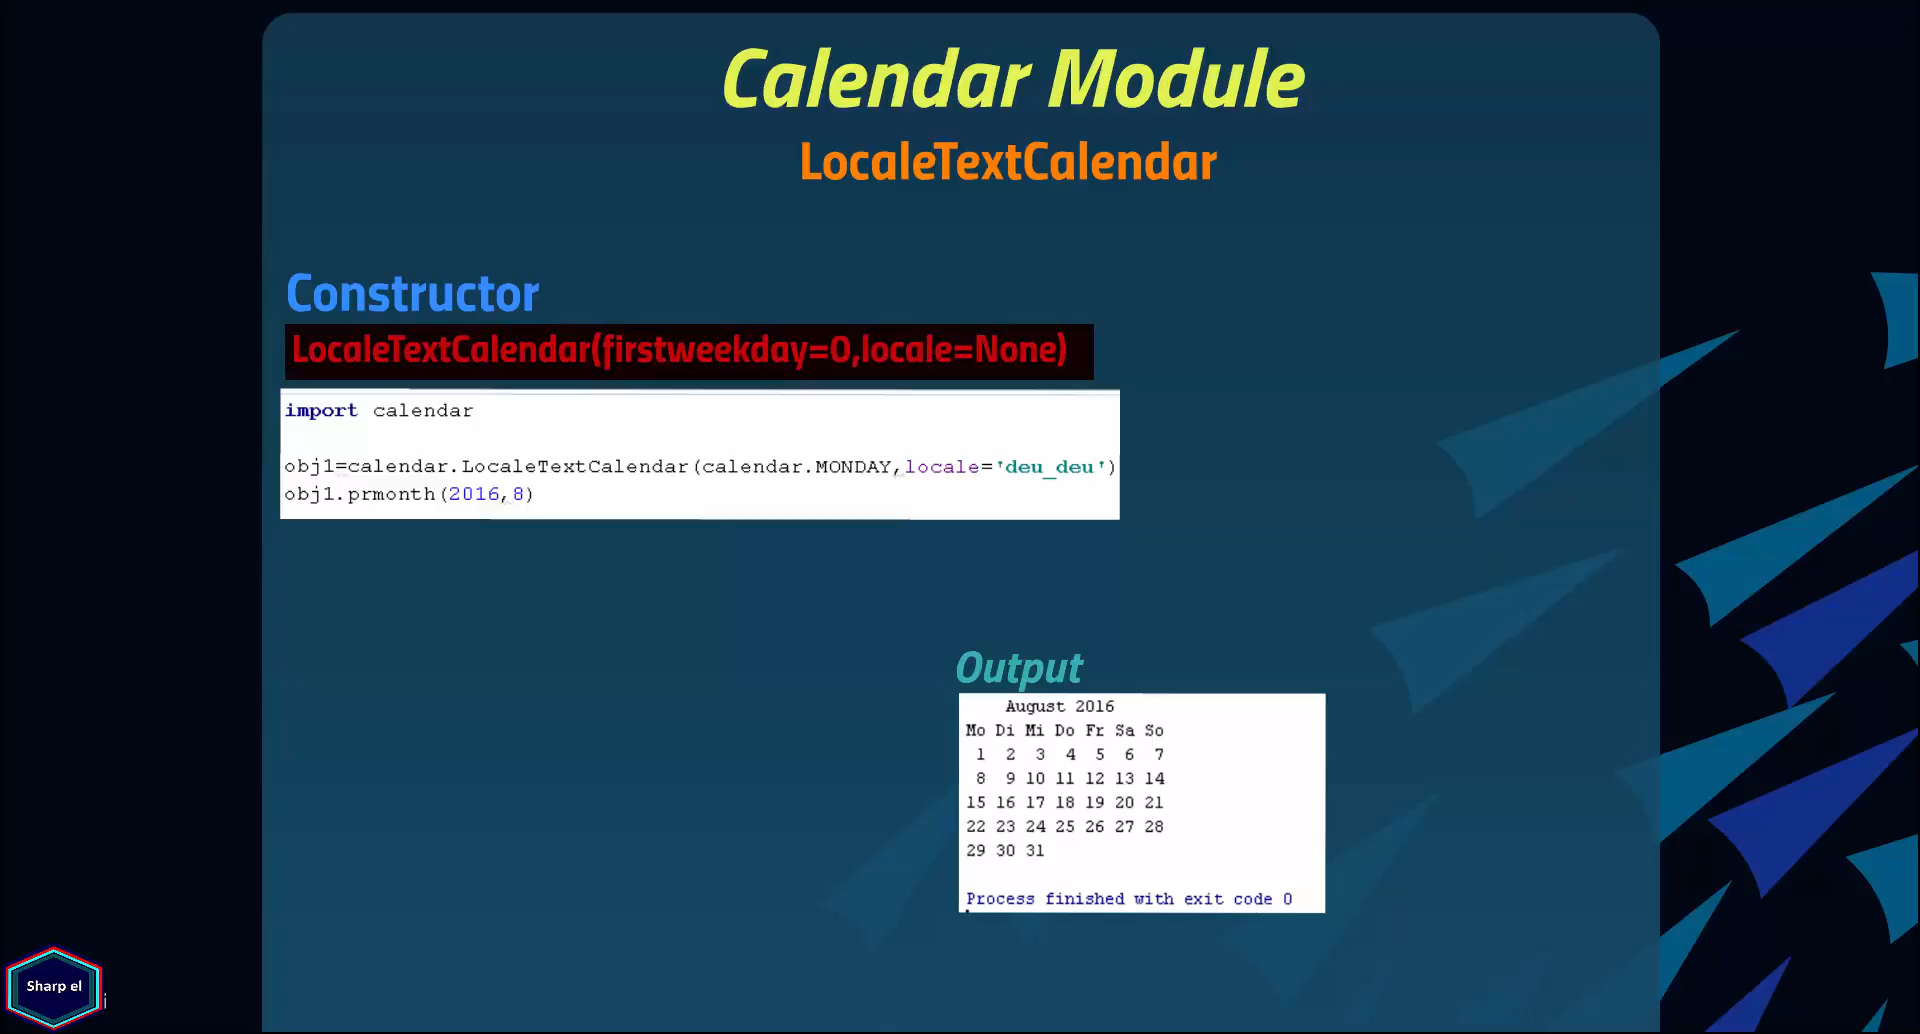 Calendar Module
LocaleTextCalendar
Constructor
LocaleTextCalendar(firstweekday=0,locale=None)
import calendar
obj1=calendar.LocaleTextCalendar(calendar.MONDAY,locale='deu_deu')
obj1.prmonth(2016,8)
Output
August 2016
Mo Di Mi Do Fr Sa So
1 2 3 4 5 6 7
8 9 10 11 12 13 14
15 16 17 18 19 20 21
22 23 24 25 26 27 28
29 30 31
Process finished with exit code 0
Sharp el
i